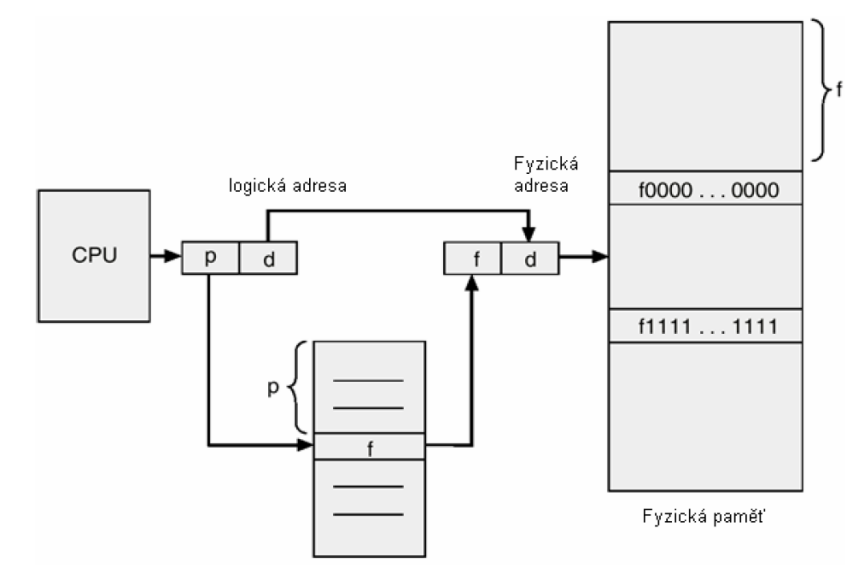 f
Fyzická
adresa
logická adresa
f0000 . . . 0000
CPU
p
d
f
d
f1111 . . . 1111
p
f
Fyzická paměť